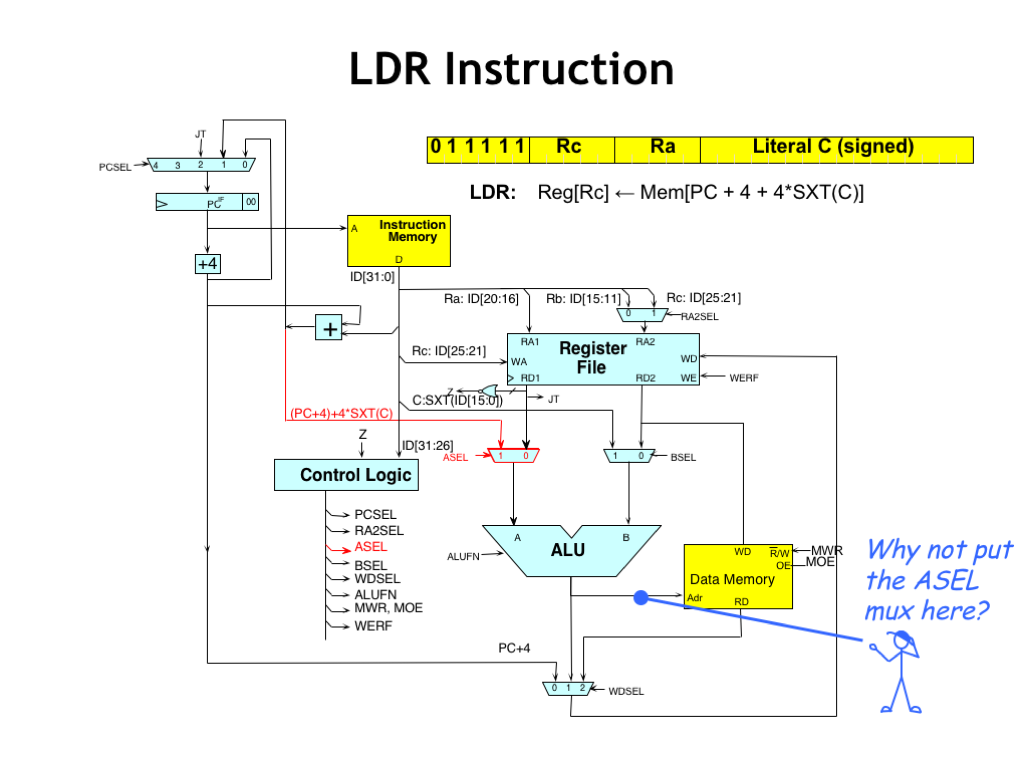 LDR Instruction
0 1 1 1 1 1 Rc Ra Literal C (signed)
LDR: Reg[Rc] ← Mem[PC + 4 + 4*SXT(C)]
JT
PCSEL 4 3 2 1 0
PC IF 00
A Instruction
Memory
D
+4
ID[31:0]
Ra: ID[20:16] Rb: ID[15:11] Rc: ID[25:21]
0 1 RA2SEL
+
RA1 RA2
Register
File
WA WD
RD1 RD2 WE WERF
Rc: ID[25:21]
Z JT
C:SXT(ID[15:0])
(PC+4)+4*SXT(C)
Z ID[31:26]
ASEL 1 0 1 0 BSEL
Control Logic
PCSEL
RA2SEL
ASEL
BSEL
WDSEL
ALUFN
MWR, MOE
WERF
A B
ALUFN ALU
WD R/W MWR
OE MOE
Data Memory
Adr RD
Why not put
the ASEL
mux here?
PC+4
0 1 2 WDSEL